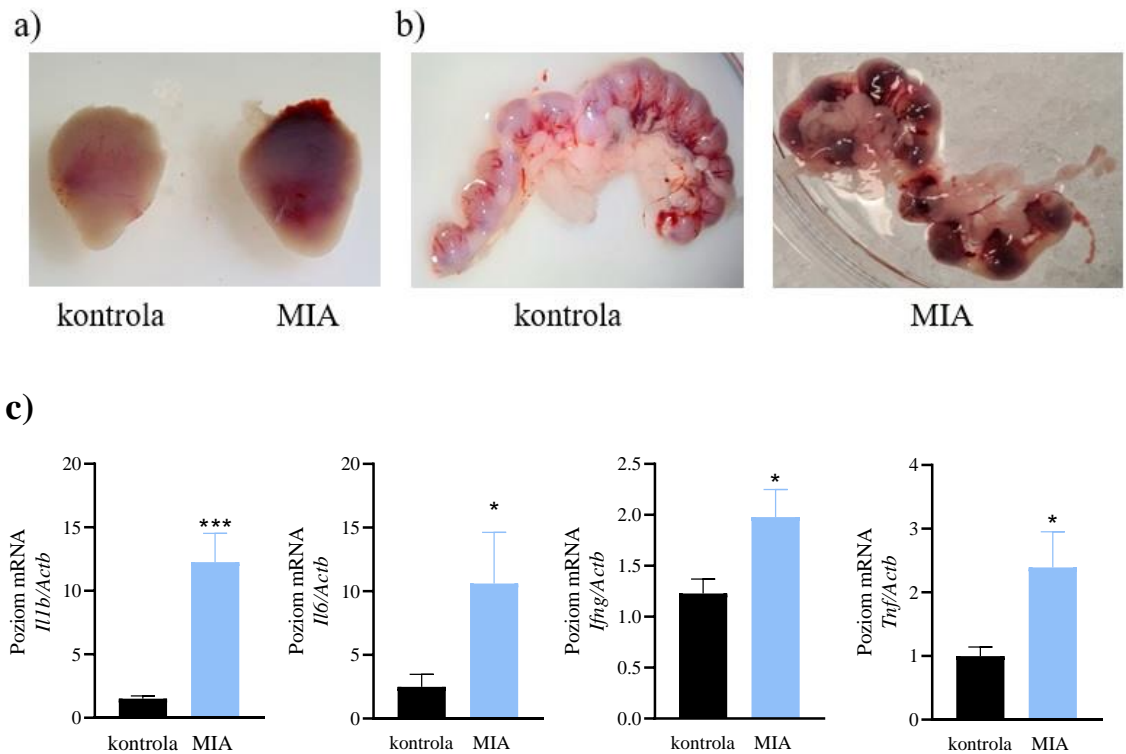 a)
b)
kontrola
MIA
kontrola
MIA
c)
Poziom mRNA
Il1b/Actb
20
15
10
5
0
***
kontrola
MIA
Poziom mRNA
Il6/Actb
20
15
10
5
0
*
kontrola
MIA
Poziom mRNA
Ifng/Actb
2.5
2.0
1.5
1.0
0.5
0.0
*
kontrola
MIA
Poziom mRNA
Tnf/Actb
4
3
2
1
0
*
kontrola
MIA